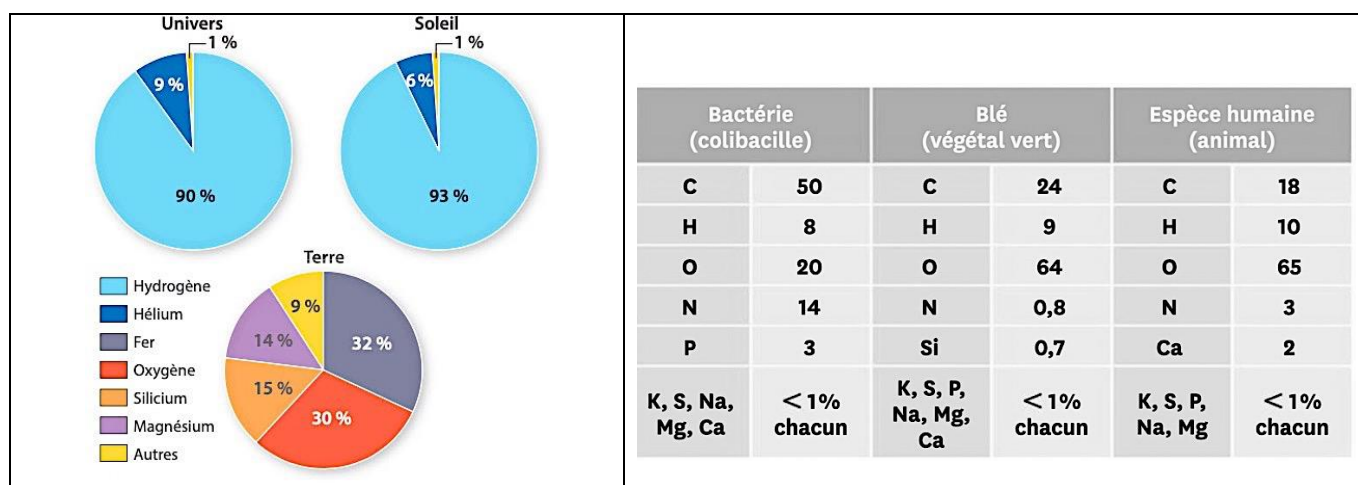 Univers
1 %
9 %
90 %
Soleil
1 %
6 %
93 %
Terre
9 %
14 %
32 %
15 %
30 %
Hydrogène
Hélium
Fer
Oxygène
Silicium
Magnésium
Autres
Bactérie (colibacille) Blé (végétal vert) Espèce humaine (animal)
C 50 C 24 C 18
H 8 H 9 H 10
O 20 O 64 O 65
N 14 N 0,8 N 3
P 3 Si 0,7 Ca 2
K, S, Na, Mg, Ca <1% chacun K, S, P, Na, Mg, Ca <1% chacun K, S, P, Na, Mg <1% chacun